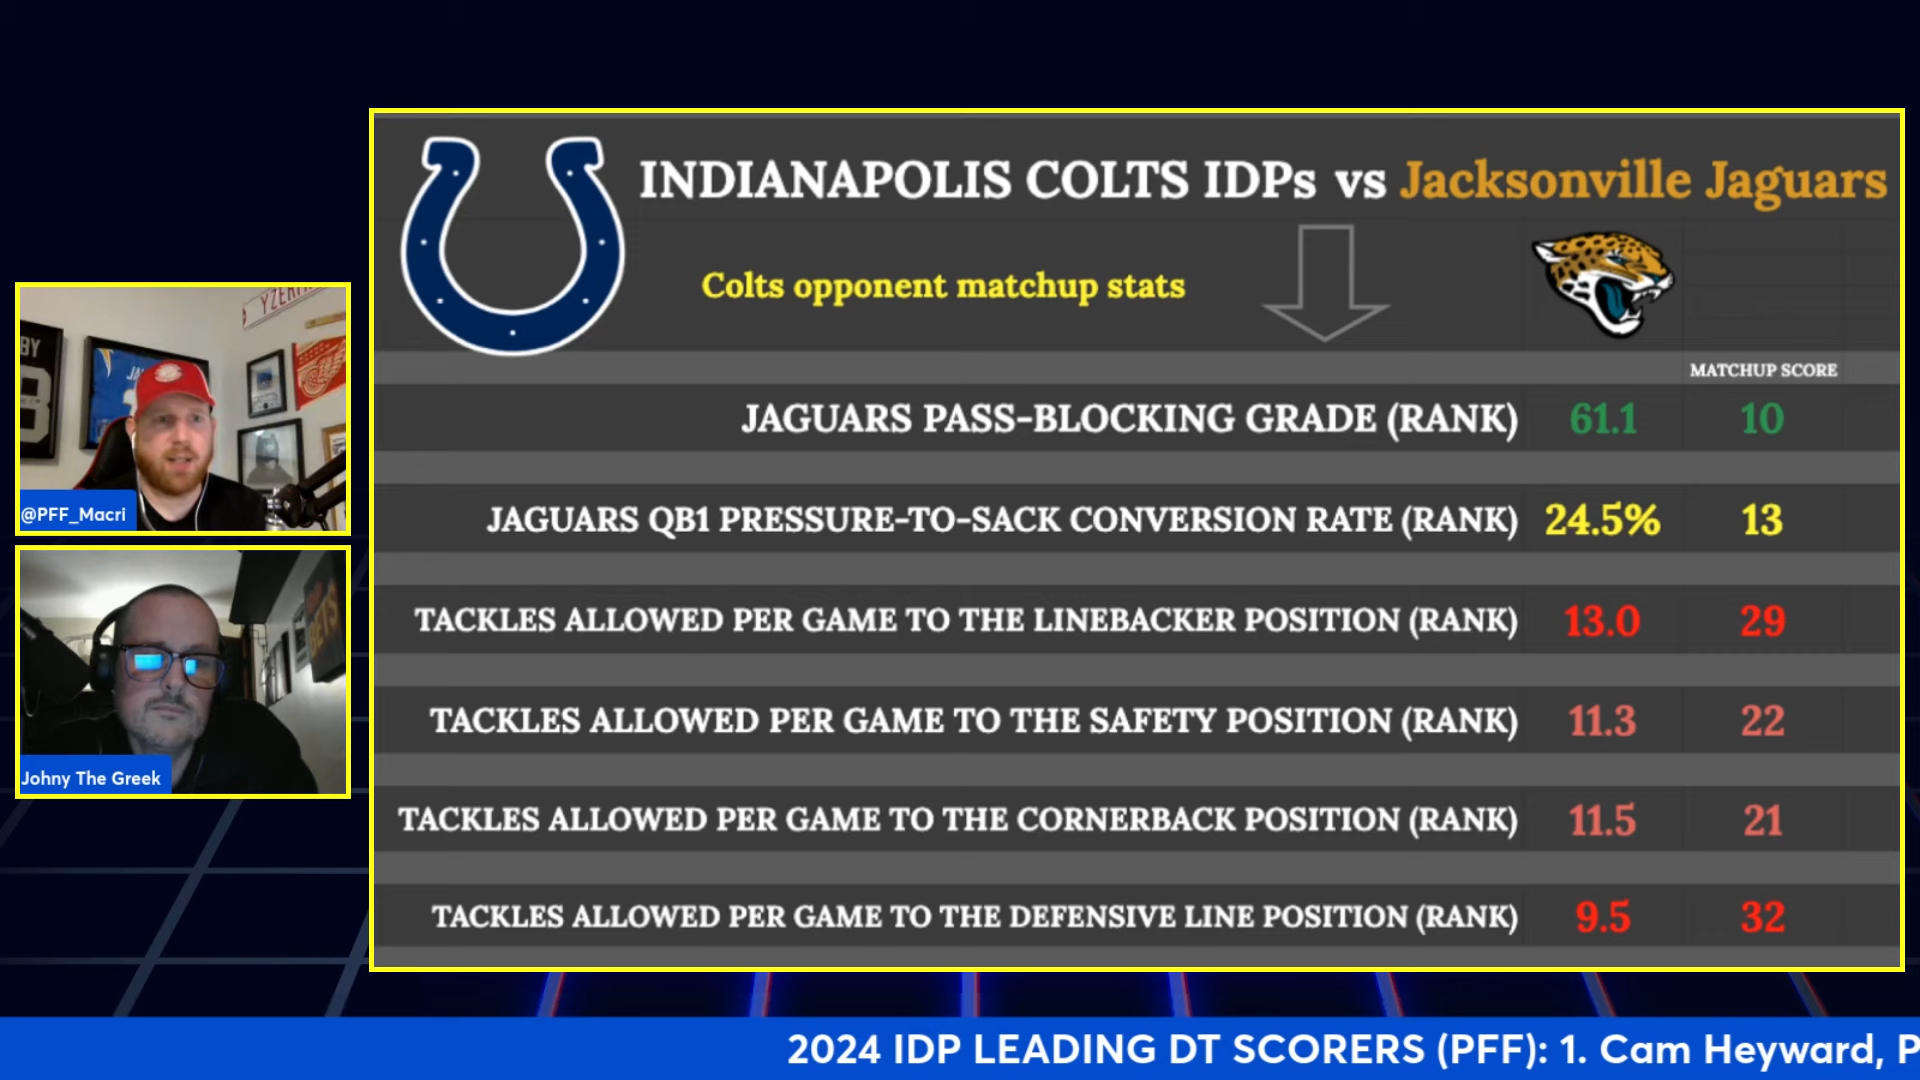 INDIANAPOLIS COLTS IDPs vs Jacksonville Jaguars
Colts opponent matchup stats
MATCHUP SCORE
JAGUARS PASS-BLOCKING GRADE (RANK) 61.1 10
JAGUARS QB1 PRESSURE-TO-SACK CONVERSION RATE (RANK) 24.5% 13
TACKLES ALLOWED PER GAME TO THE LINEBACKER POSITION (RANK) 13.0 29
TACKLES ALLOWED PER GAME TO THE SAFETY POSITION (RANK) 11.3 22
TACKLES ALLOWED PER GAME TO THE CORNERBACK POSITION (RANK) 11.5 21
TACKLES ALLOWED PER GAME TO THE DEFENSIVE LINE POSITION (RANK) 9.5 32
@PFF_Macri
Johny The Greek
2024 IDP LEADING DT SCORERS (PFF): 1. Cam Heyward, P